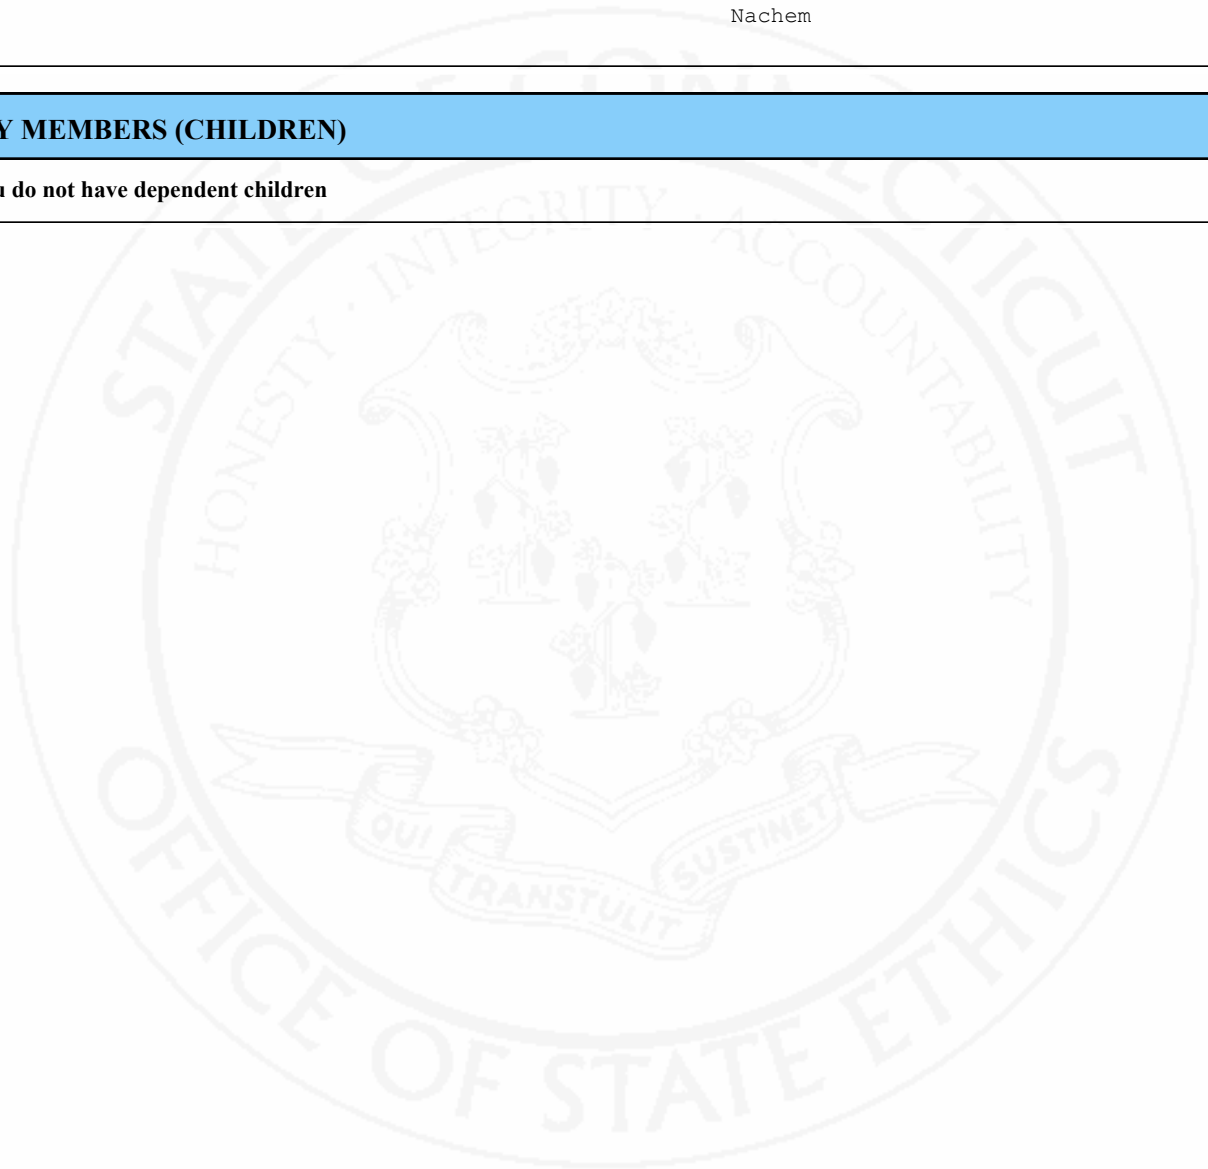 Nachem
Y MEMBERS (CHILDREN)
u do not have dependent children
STATE OF CONNECTICUT
HONESTY · INTEGRITY · ACCOUNTABILITY
QUI TRANSTULIT SUSTINET
OFFICE OF STATE ETHICS